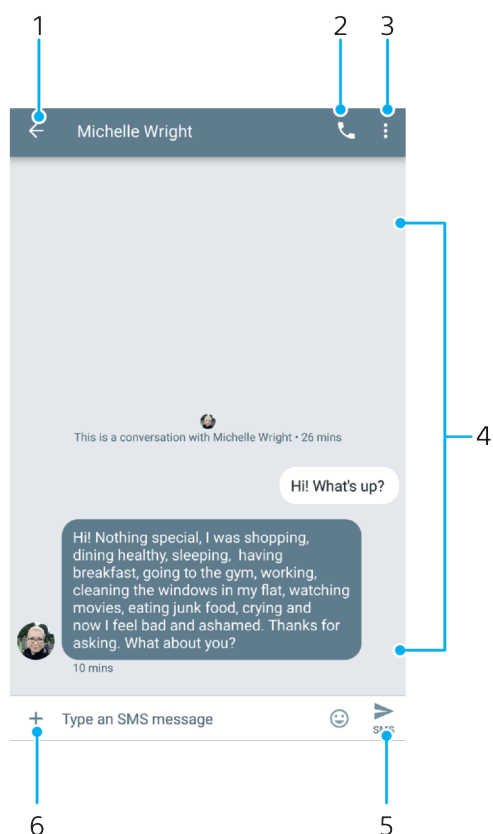 1 2 3
Michelle Wright
4
This is a conversation with Michelle Wright • 26 mins
Hi! What's up?
Hi! Nothing special, I was shopping,
dining healthy, sleeping, having
breakfast, going to the gym, working,
cleaning the windows in my flat, watching
movies, eating junk food, crying and
now I feel bad and ashamed. Thanks for
asking. What about you?
10 mins
Type an SMS message
SMS
6 5